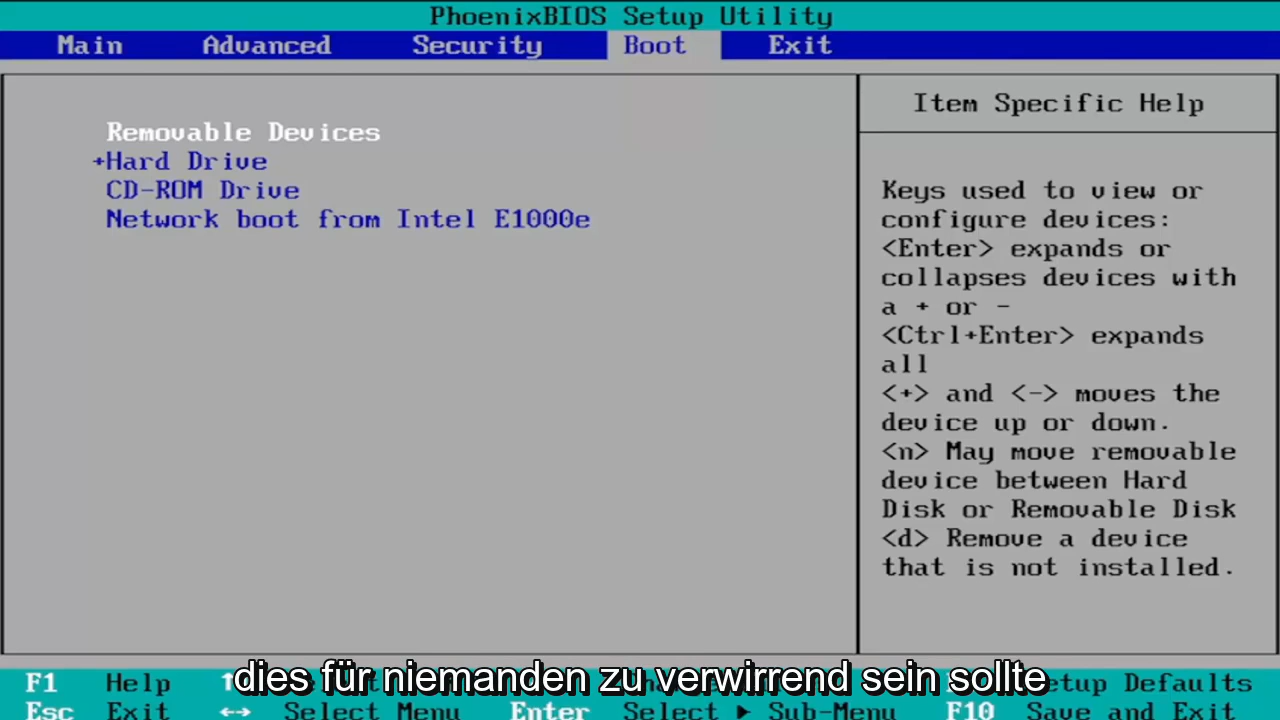 PhoenixBIOS Setup Utility
Main Advanced Security Boot Exit
Removable Devices
+Hard Drive
CD-ROM Drive
Network boot from Intel E1000e
Item Specific Help
Keys used to view or
configure devices:
<Enter> expands or
collapses devices with
a + or -
<Ctrl+Enter> expands
all
<+> and <-> moves the
device up or down.
<n> May move removable
device between Hard
Disk or Removable Disk
<d> Remove a device
that is not installed.
dies für niemanden zu verwirrend sein sollte
F1 Help Setup Defaults
Esc Exit ↔ Select Menu Enter Select ▶ Sub-Menu F10 Save and Exit